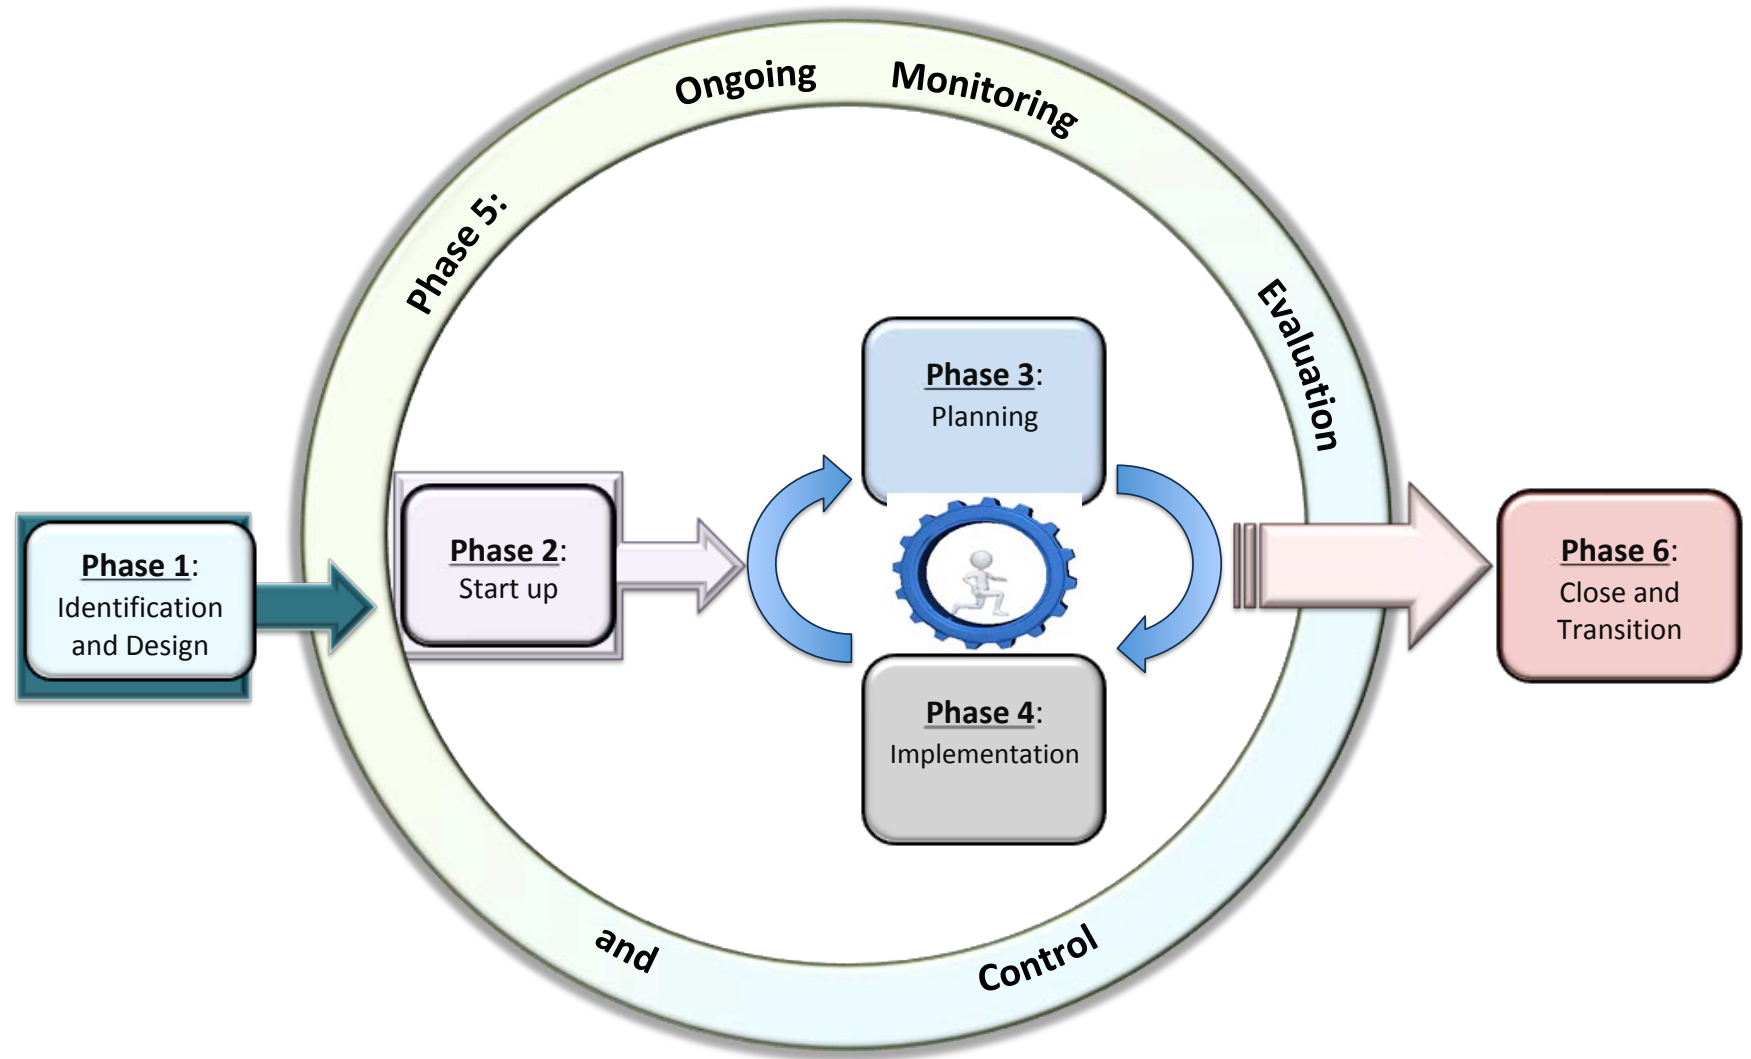 Phase 5:
Ongoing
Monitoring
Evaluation
and
Control
Phase 1:
Identification
and Design
Phase 2:
Start up
Phase 3:
Planning
Phase 4:
Implementation
Phase 6:
Close and
Transition